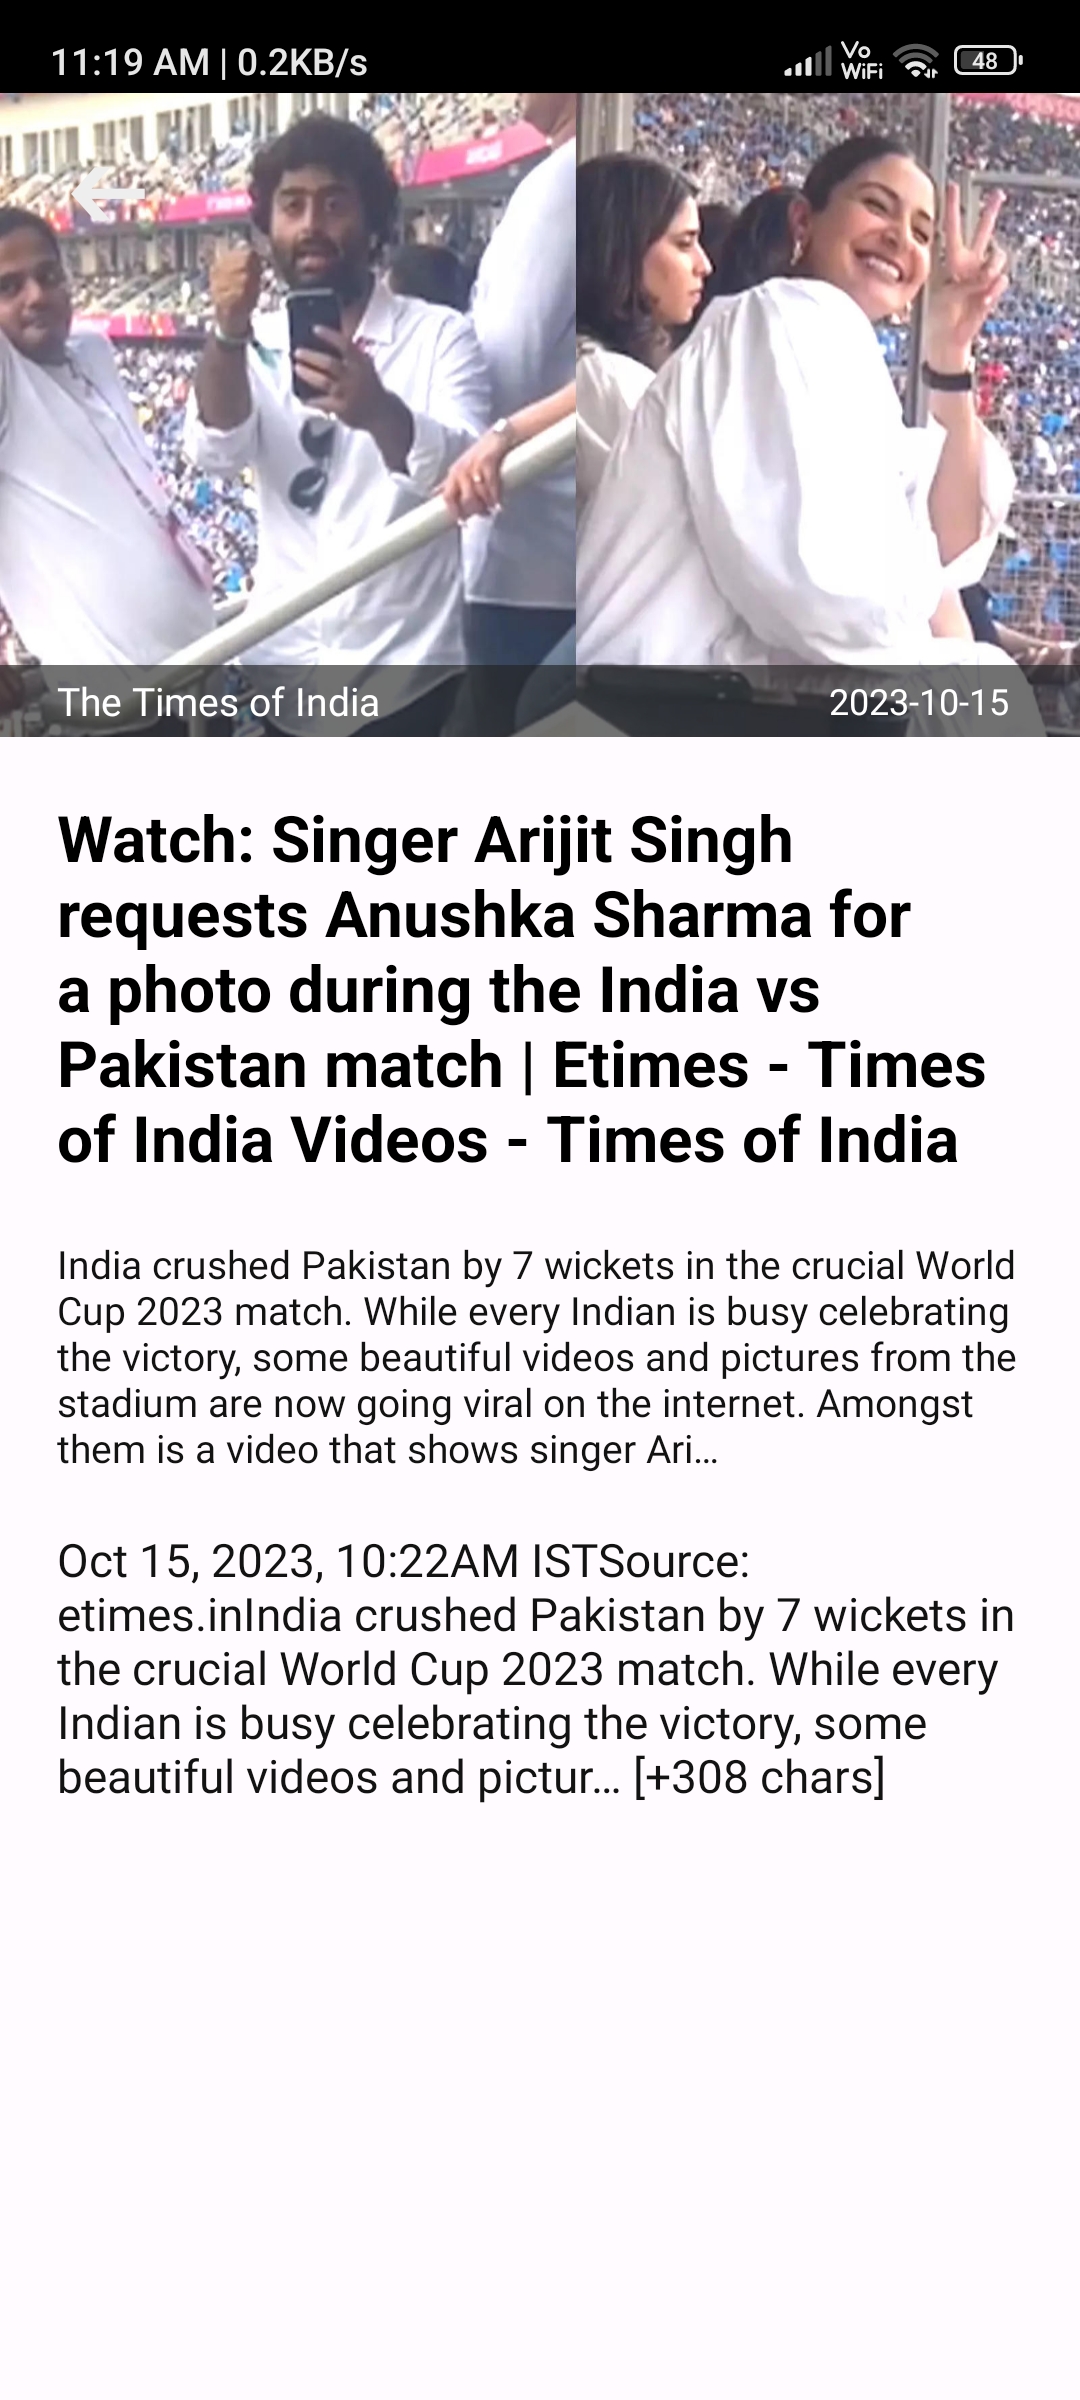 11:19 AM | 0.2KB/s
Vo
WiFi
48
The Times of India
2023-10-15
Watch: Singer Arijit Singh
requests Anushka Sharma for
a photo during the India vs
Pakistan match | Etimes - Times
of India Videos - Times of India
India crushed Pakistan by 7 wickets in the crucial World
Cup 2023 match. While every Indian is busy celebrating
the victory, some beautiful videos and pictures from the
stadium are now going viral on the internet. Amongst
them is a video that shows singer Ari…
Oct 15, 2023, 10:22AM ISTSource:
etimes.inIndia crushed Pakistan by 7 wickets in
the crucial World Cup 2023 match. While every
Indian is busy celebrating the victory, some
beautiful videos and pictur… [+308 chars]